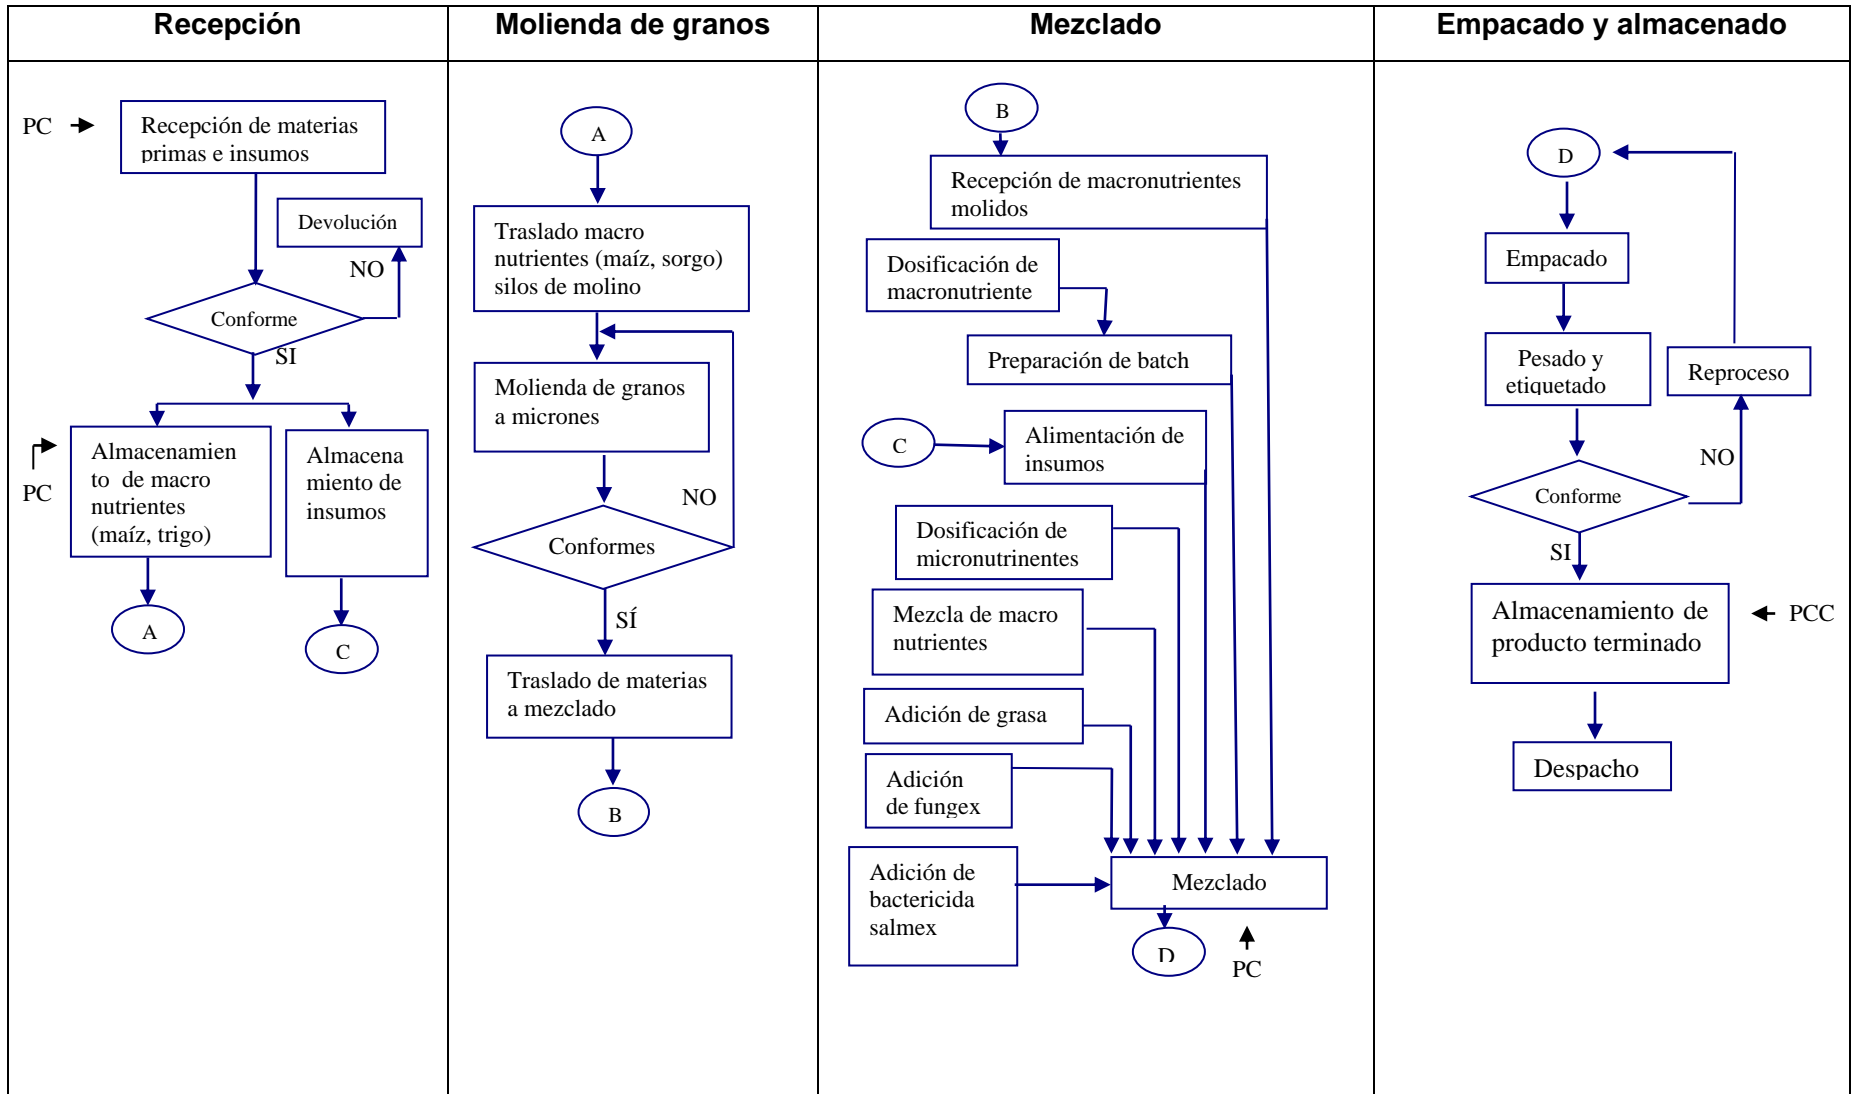 Recepción
Molienda de granos
Mezclado
Empacado y almacenado
PC
Recepción de materias
primas e insumos
Devolución
NO
Conforme
SI
Almacenamien
to de macro
nutrientes
(maíz, trigo)
PC
Almacena
miento de
insumos
A
C
A
Traslado macro
nutrientes (maíz, sorgo)
silos de molino
Molienda de granos
a micrones
NO
Conformes
SÍ
Traslado de materias
a mezclado
B
B
Recepción de macronutrientes
molidos
Dosificación de
macronutriente
Preparación de batch
C
Alimentación de
insumos
Dosificación de
micronutrinentes
Mezcla de macro
nutrientes
Adición de grasa
Adición
de fungex
Adición de
bactericida
salmex
Mezclado
D
PC
D
Empacado
Pesado y
etiquetado
Reproceso
NO
Conforme
SI
Almacenamiento de
producto terminado
PCC
Despacho